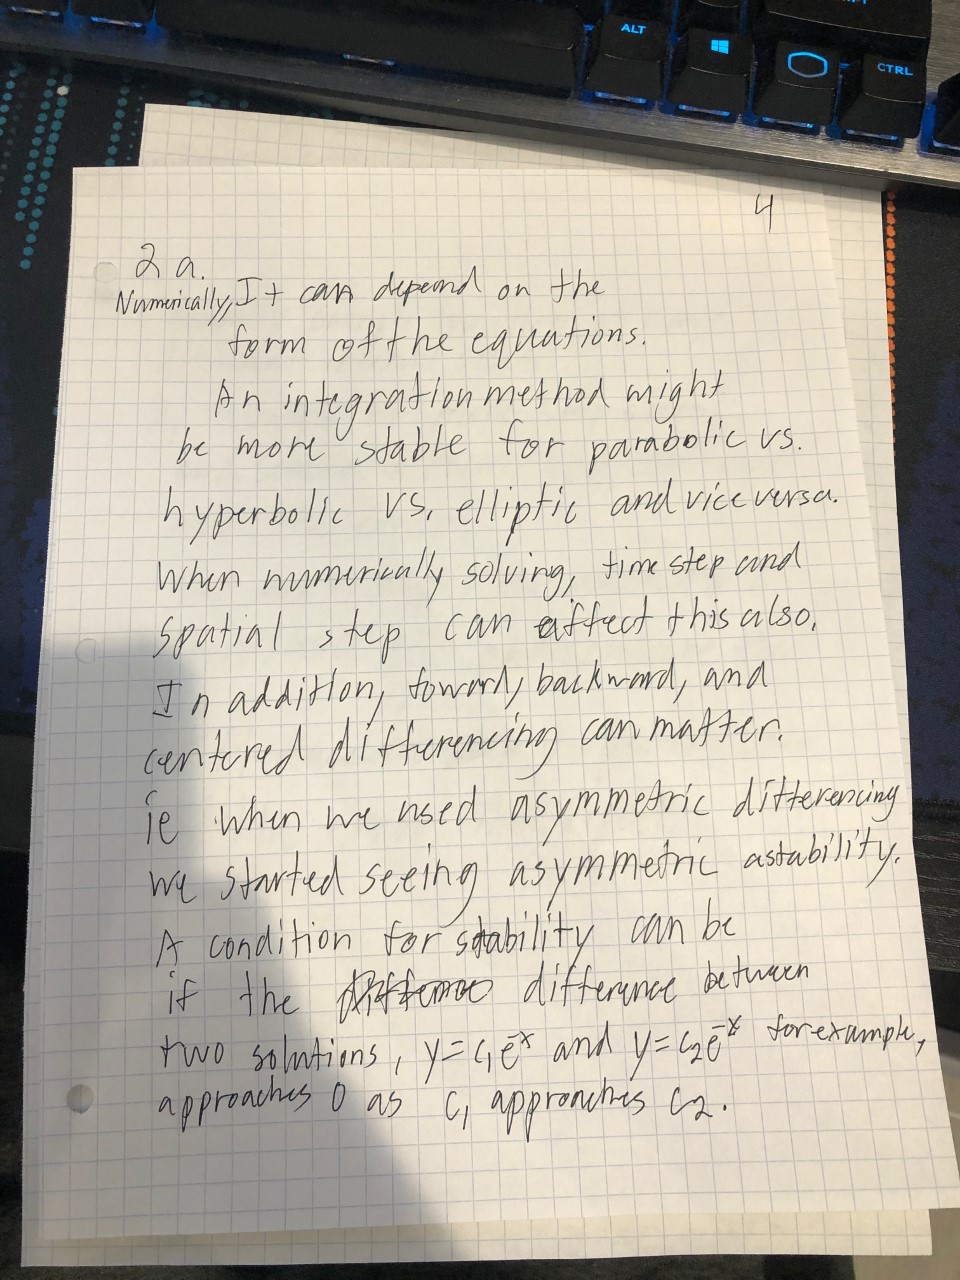 ALT
CTRL
4
2 a.
Numerically, It can depend on the
form of the equations.
An integration method might
be more stable for parabolic vs.
hyperbolic vs. elliptic and vice versa.
When numerically solving, time step and
spatial step can affect this also.
In addition, foward, backward, and
centered differencing can matter.
ie when we used asymmetric differencing
we started seeing asymmetric astability.
A condition for stability can be
if the difference between
two solutions, y=c₁e⁻ˣ and y=c₂e⁻ˣ for example,
approaches 0 as c₁ approaches c₂.